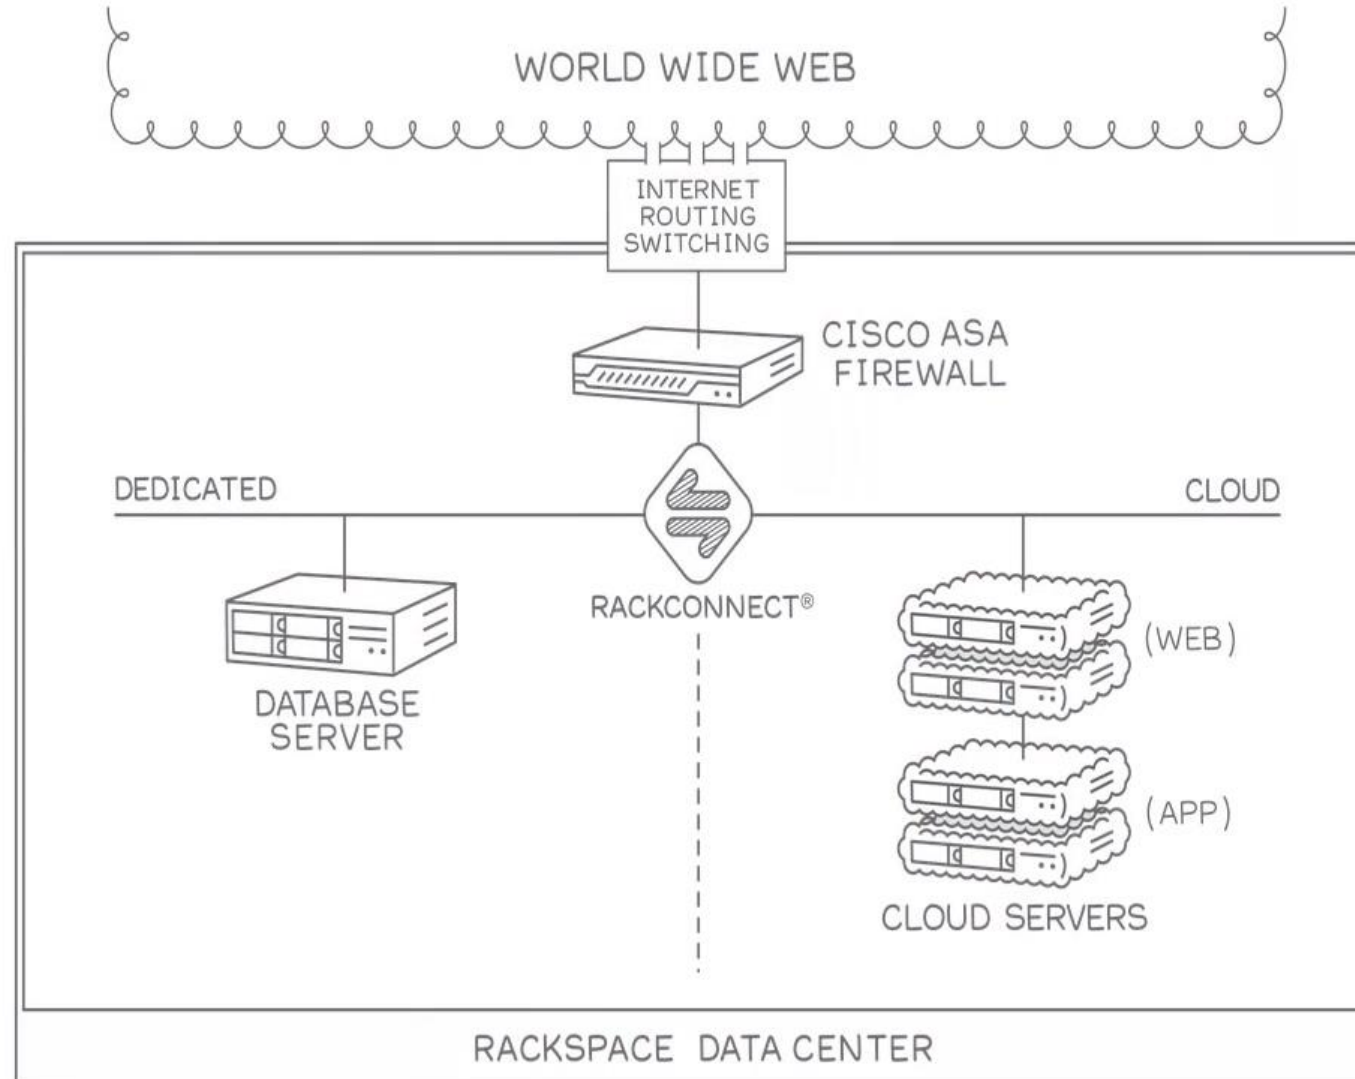 WORLD WIDE WEB
INTERNET
ROUTING
SWITCHING
CISCO ASA
FIREWALL
DEDICATED
CLOUD
RACKCONNECT®
(WEB)
DATABASE
SERVER
(APP)
CLOUD SERVERS
RACKSPACE DATA CENTER